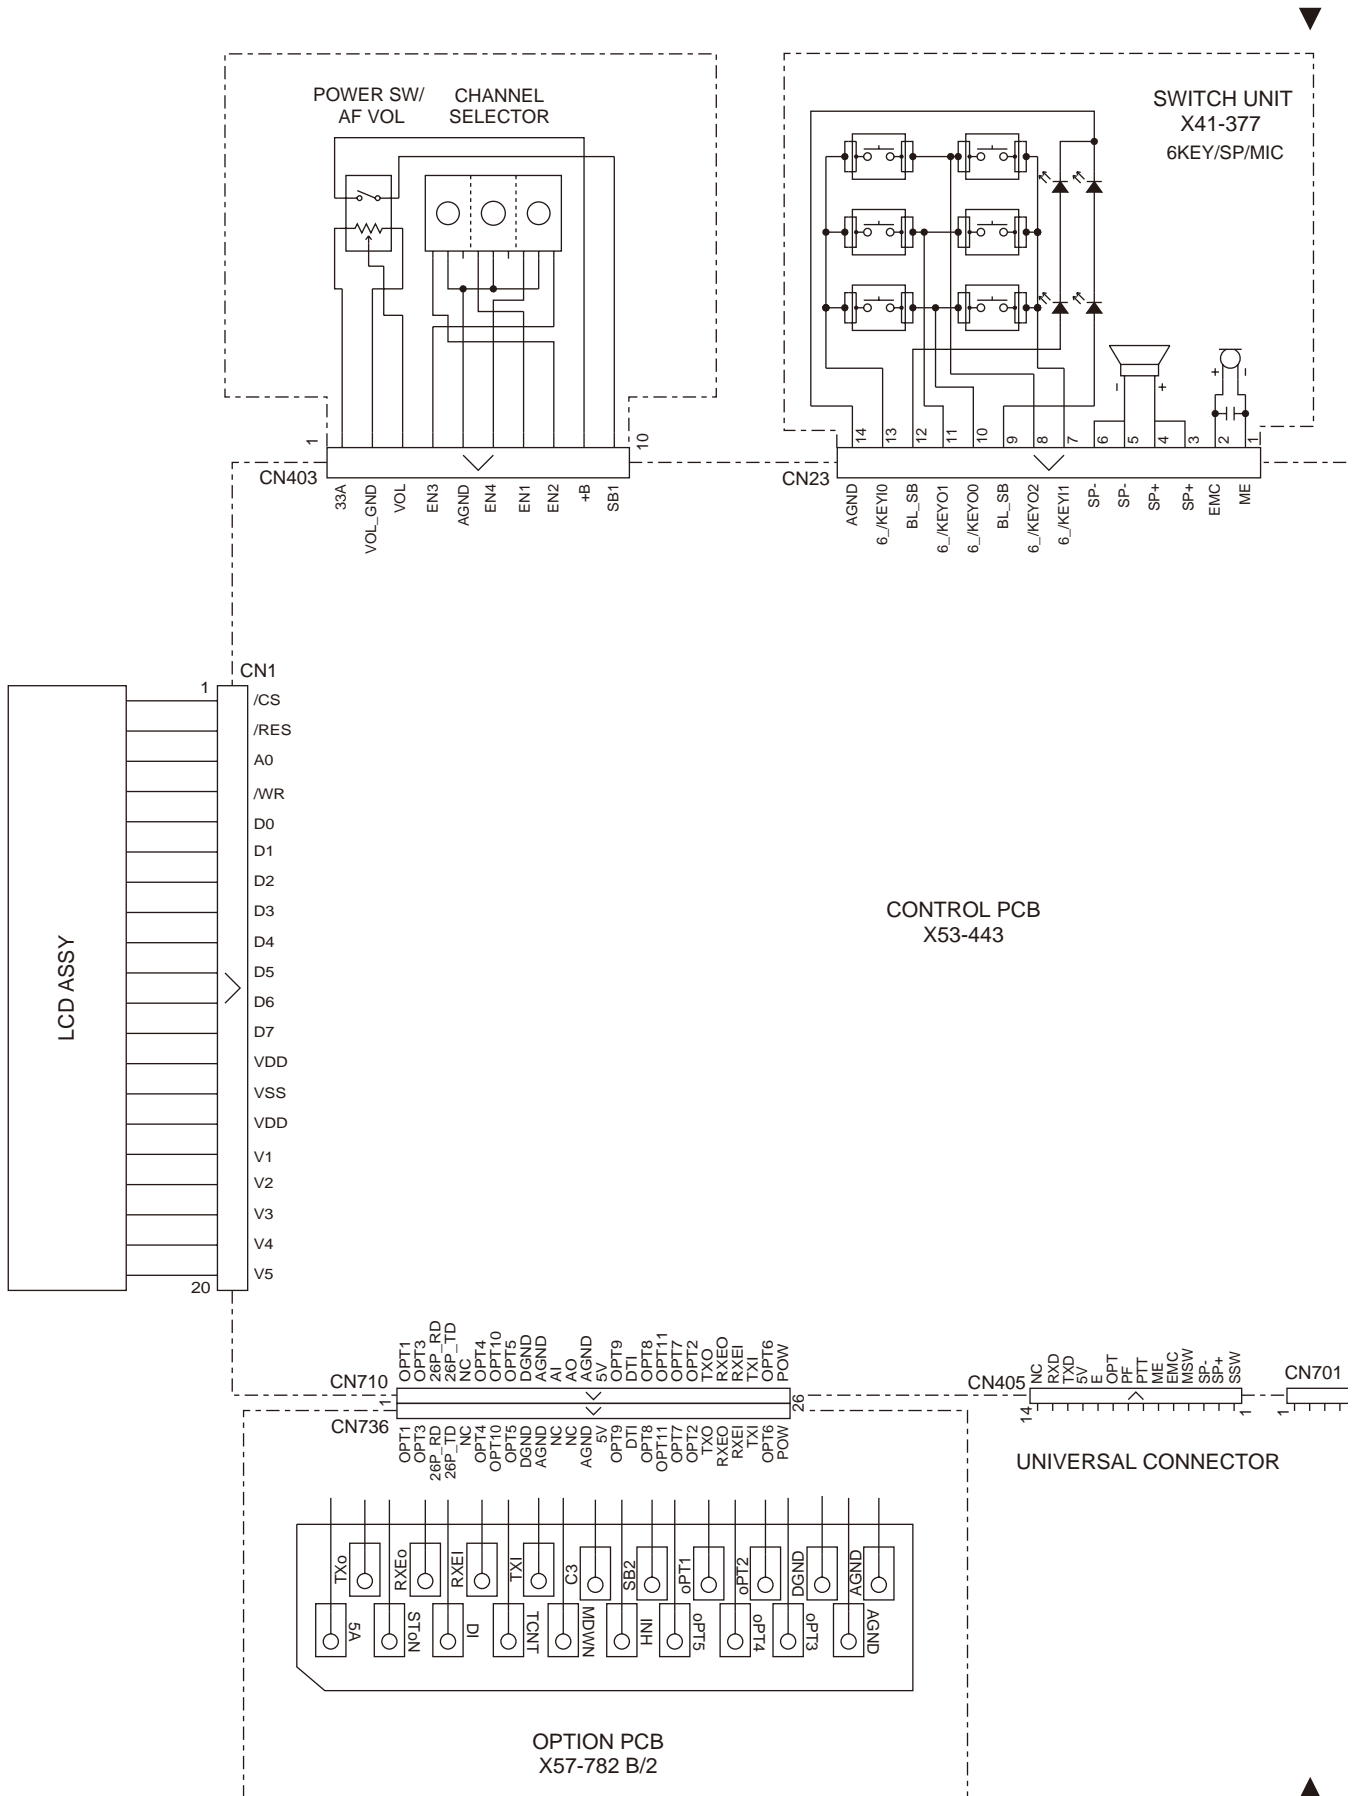 POWER SW/
AF VOL
CHANNEL
SELECTOR
SWITCH UNIT
X41-377
6KEY/SP/MIC
+
-
-
+
1
10
CN403
33A
VOL_GND
VOL
EN3
AGND
EN4
EN1
EN2
+B
SB1
14
13
12
11
10
9
8
7
6
5
4
3
2
1
CN23
AGND
6_/KEYI0
BL_SB
6_/KEYO1
6_/KEYO0
BL_SB
6_/KEYO2
6_/KEYI1
SP-
SP-
SP+
SP+
EMC
ME
CN1
1
/CS
/RES
A0
/WR
D0
D1
D2
D3
D4
D5
D6
D7
VDD
VSS
VDD
V1
V2
V3
V4
V5
20
LCD ASSY
CONTROL PCB
X53-443
OPT1
OPT3
26P_RD
26P_TD
NC
OPT4
OPT10
OPT5
DGND
AGND
AI
AO
AGND
5V
OPT9
DTI
OPT8
OPT11
OPT7
OPT2
TXO
RXEO
RXEI
TXI
OPT6
POW
CN710
1
26
CN736
OPT1
OPT3
26P_RD
26P_TD
NC
OPT4
OPT10
OPT5
DGND
AGND
NC
NC
AGND
5V
OPT9
DTI
OPT8
OPT11
OPT7
OPT2
TXO
RXEO
RXEI
TXI
OPT6
POW
CN405
NC
RXD
TXD
5V
E
OPT
PF
PTT
ME
EMC
MSW
SP-
SP+
SSW
14
1
CN701
1
UNIVERSAL CONNECTOR
TXo
RXEo
RXEI
TXI
C3
SB2
oPT1
oPT2
DGND
AGND
5A
SToN
DI
TCNT
MDWN
INH
oPT5
oPT4
oPT3
AGND
OPTION PCB
X57-782 B/2